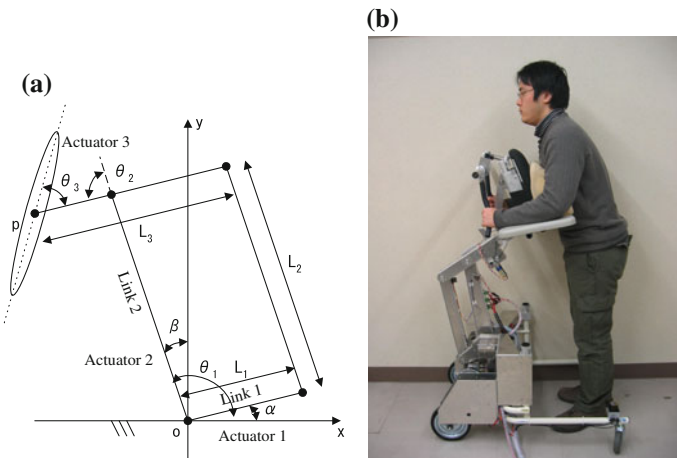 (a)
(b)
y
Actuator 3
θ2
θ3
p
L3
L2
Link 2
β
Actuator 2
θ1
L1
Link 1
α
o
x
Actuator 1